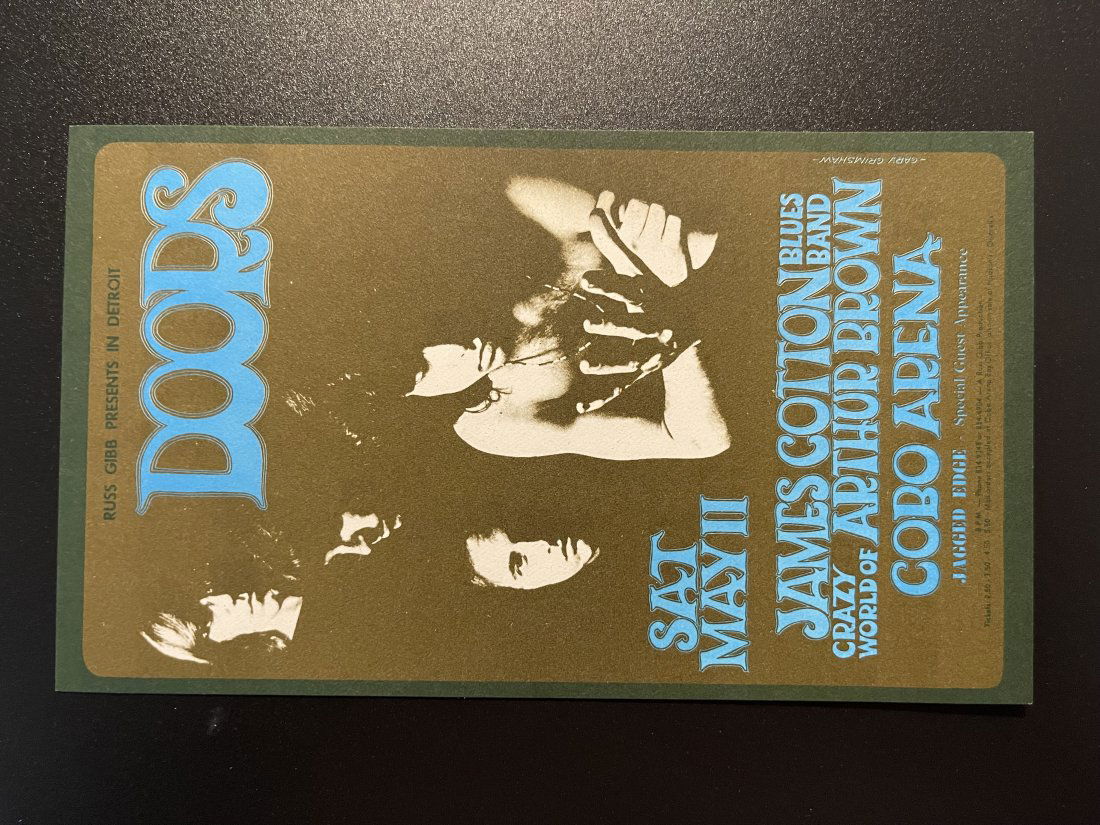 RUSS GIBB PRESENTS IN DETROIT
DOORS
SAT
MAY 11
JAMES COTTON BLUES BAND
CRAZY WORLD OF ARTHUR BROWN
COBO ARENA
JAGGED EDGE - Special Guest Appearance
-GARY GRIMSHAW-